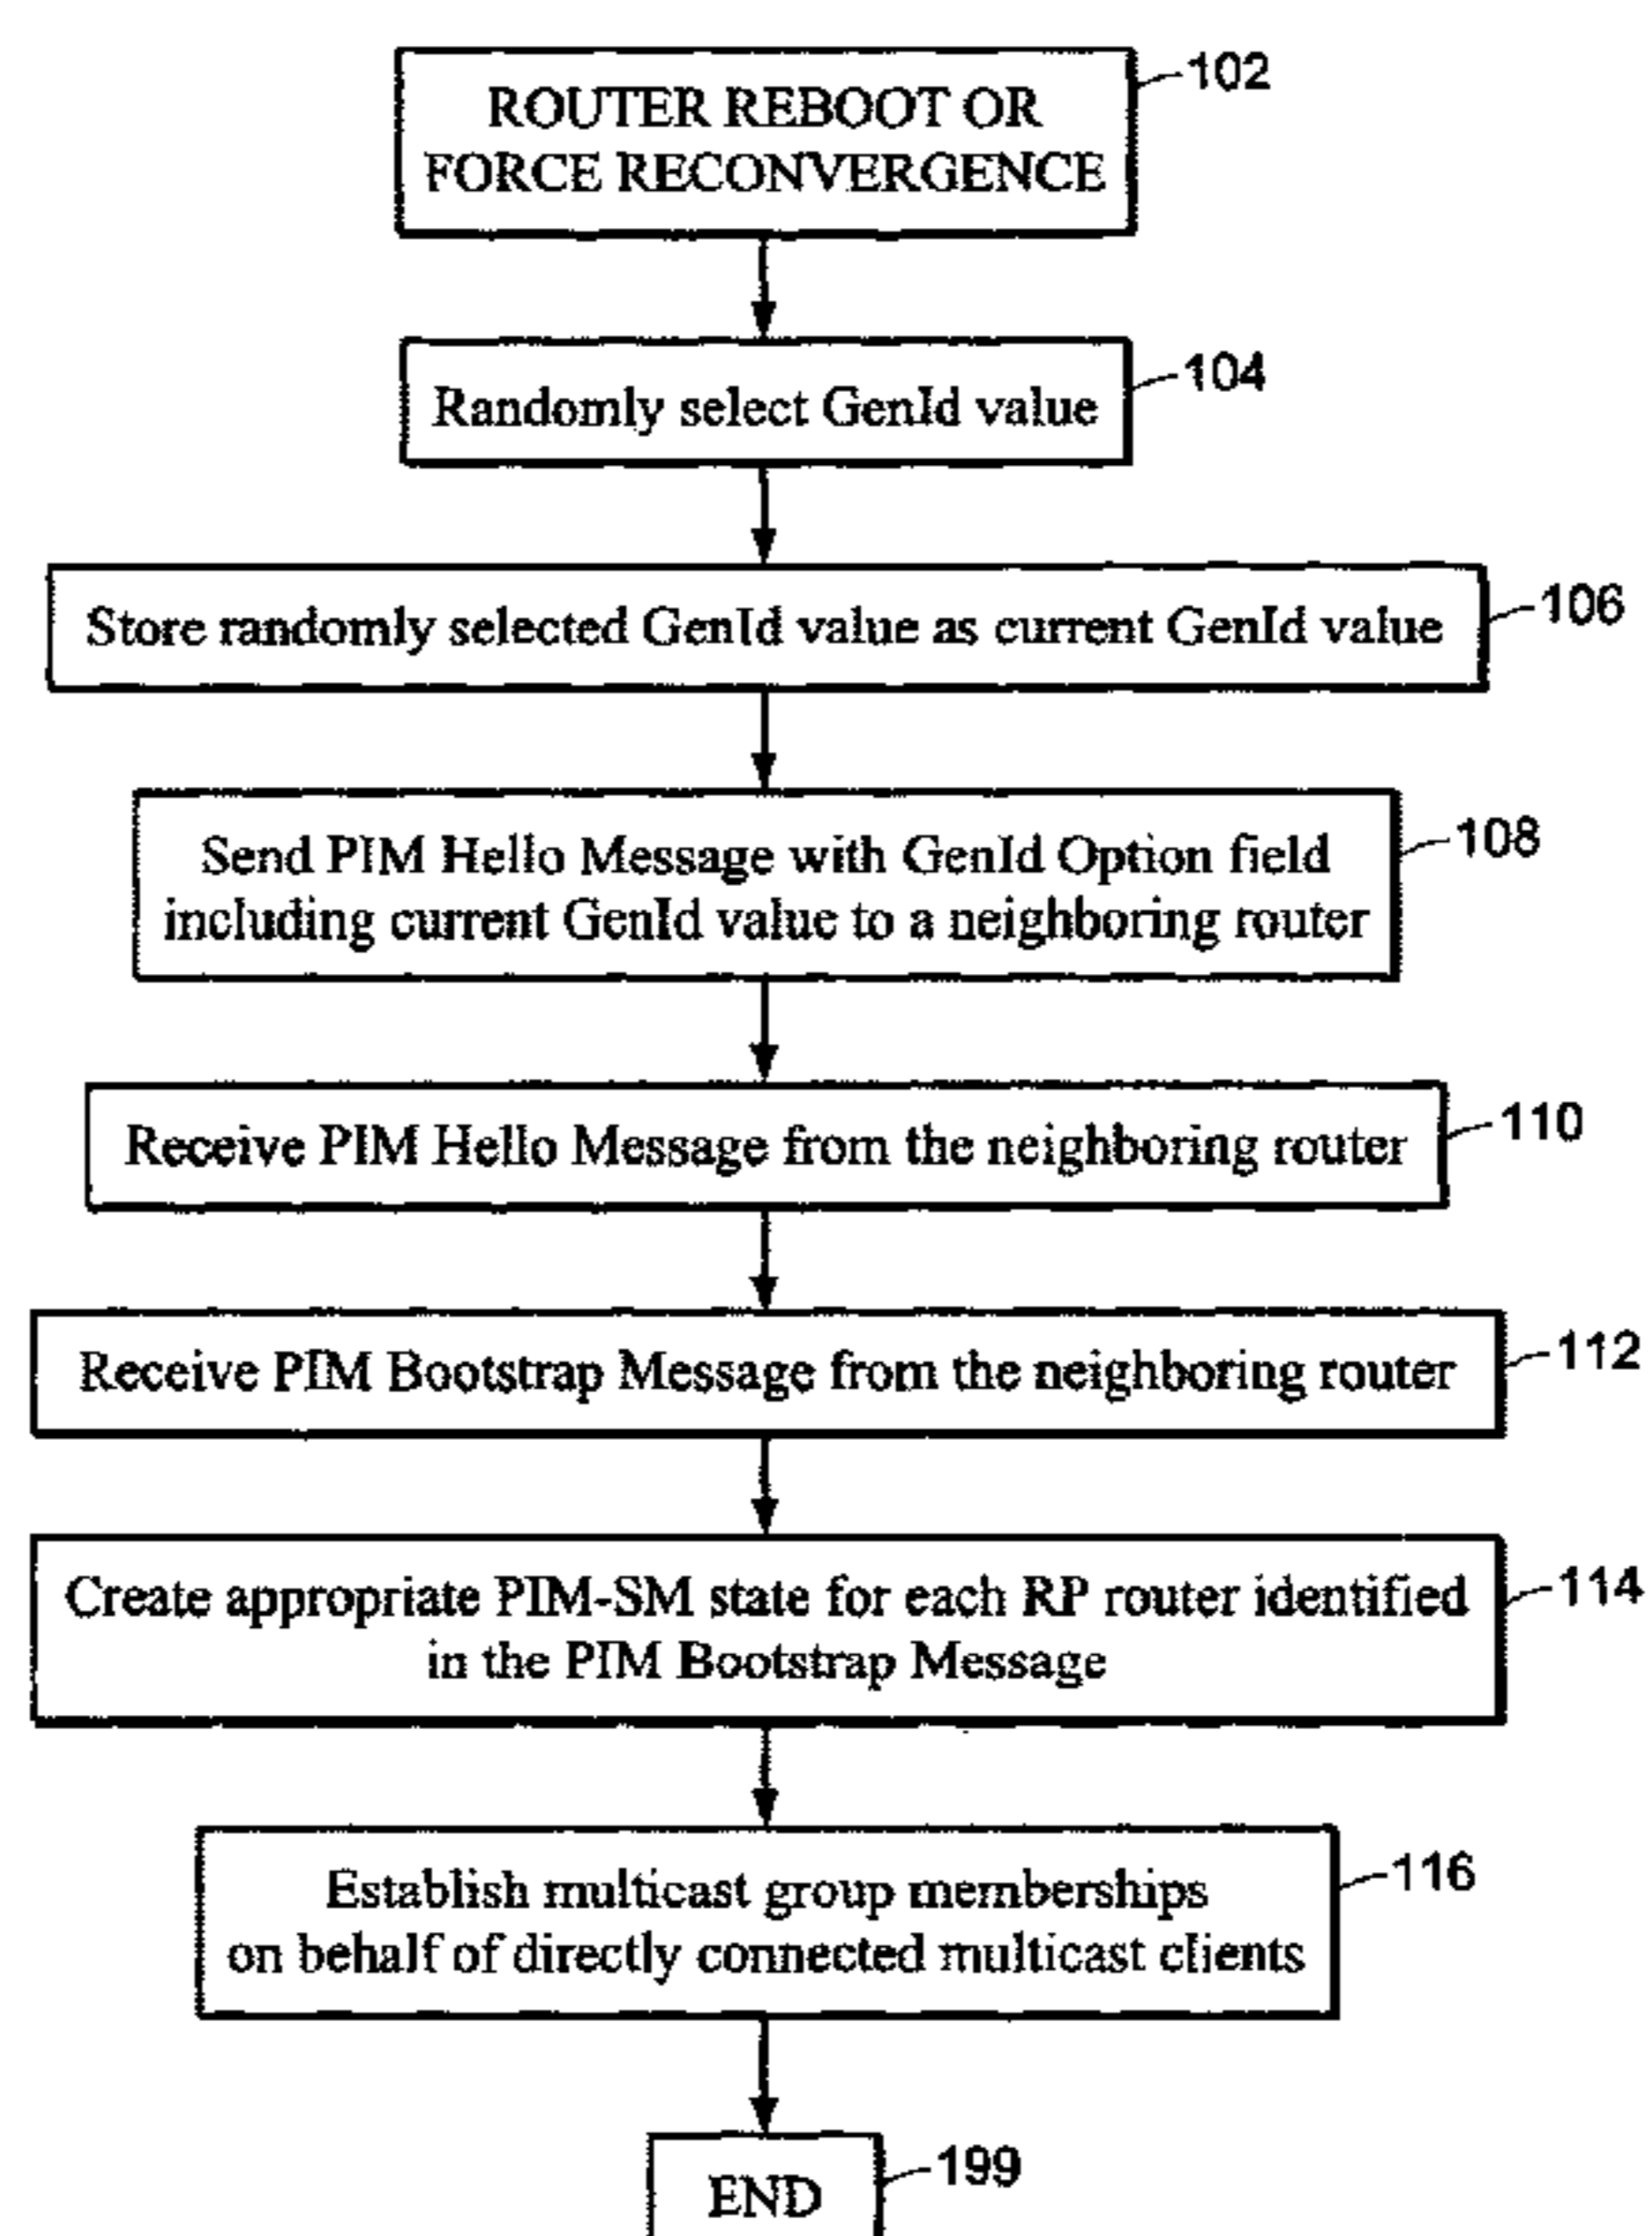 ROUTER REBOOT OR
FORCE RECONVERGENCE
102
Randomly select GenId value
104
Store randomly selected GenId value as current GenId value
106
Send PIM Hello Message with GenId Option field
including current GenId value to a neighboring router
108
Receive PIM Hello Message from the neighboring router
110
Receive PIM Bootstrap Message from the neighboring router
112
Create appropriate PIM-SM state for each RP router identified
in the PIM Bootstrap Message
114
Establish multicast group memberships
on behalf of directly connected multicast clients
116
END
199